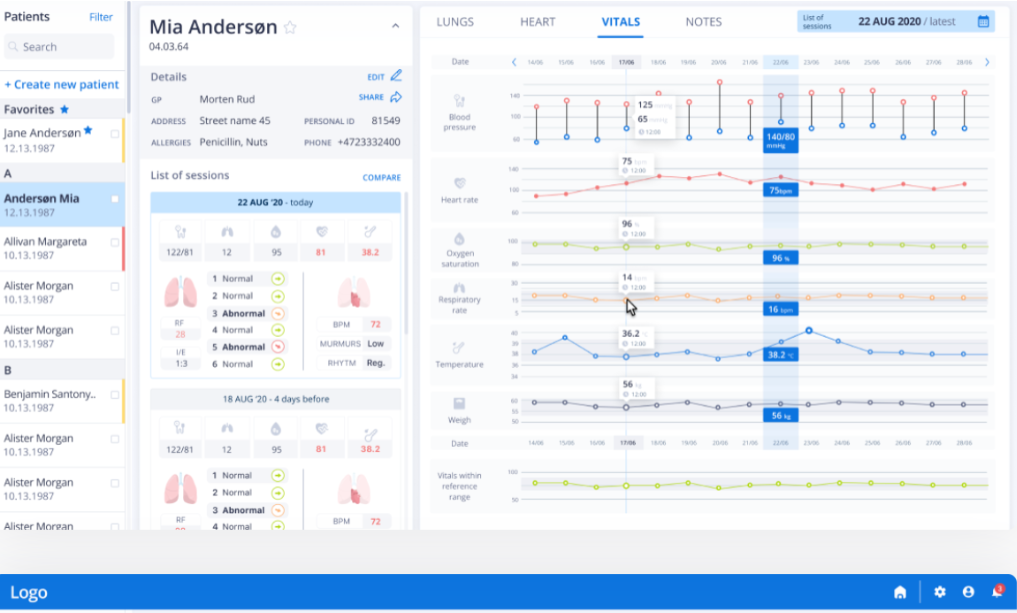 Patients Filter
Search
+ Create new patient
Favorites
Jane Andersøn
12.13.1987
A
Andersøn Mia
12.13.1987
Allivan Margareta
10.13.1987
Alister Morgan
10.13.1987
Alister Morgan
10.13.1987
B
Benjamin Santony..
10.13.1987
Alister Morgan
10.13.1987
Alister Morgan
10.13.1987
Alister Morgan
Mia Andersøn
04.03.64
Details EDIT
GP Morten Rud SHARE
ADDRESS Street name 45 PERSONAL ID 81549
ALLERGIES Penicillin, Nuts PHONE +4723332400
List of sessions COMPARE
22 AUG '20 - today
122/81 12 95 81 38.2
1 Normal
2 Normal
3 Abnormal
4 Normal
5 Abnormal
6 Normal
RF
28
I/E
1:3
BPM 72
MURMURS Low
RHYTM Reg.
18 AUG '20 - 4 days before
122/81 12 95 81 38.2
1 Normal
2 Normal
3 Abnormal
4 Normal
RF
BPM 72
LUNGS HEART VITALS NOTES
List of
sessions
22 AUG 2020 / latest
Date 14/06 15/06 16/06 17/06 18/06 19/06 20/06 21/06 22/06 23/06 24/06 25/06 26/06 27/06 28/06
Blood
pressure
140
100
60
125 mmHg
65 mmHg
12:00
140/80
mmHg
Heart rate
140
100
60
75 bpm
12:00
75bpm
Oxygen
saturation
100
80
96 %
12:00
96 %
Respiratory
rate
30
15
5
14 bpm
16 bpm
Temperature
40
39
38
36
34
36.2 °C
12:00
38.2 °C
Weigh
60
55
50
56 kg
12:00
56 kg
Date 14/06 15/06 16/06 17/06 18/06 19/06 20/06 21/06 22/06 23/06 24/06 25/06 26/06 27/06 28/06
Vitals within
reference
range
100
50
Logo